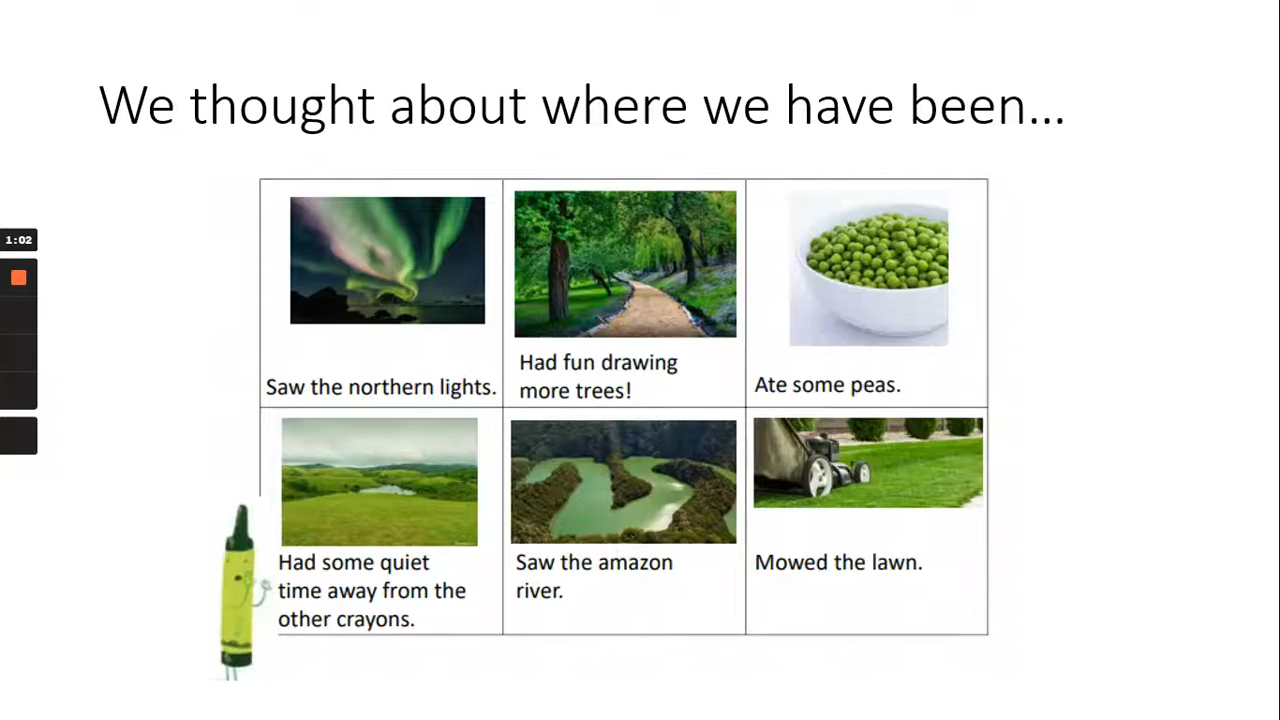 We thought about where we have been...
1:02
Saw the northern lights.
Had fun drawing
more trees!
Ate some peas.
Had some quiet
time away from the
other crayons.
Saw the amazon
river.
Mowed the lawn.